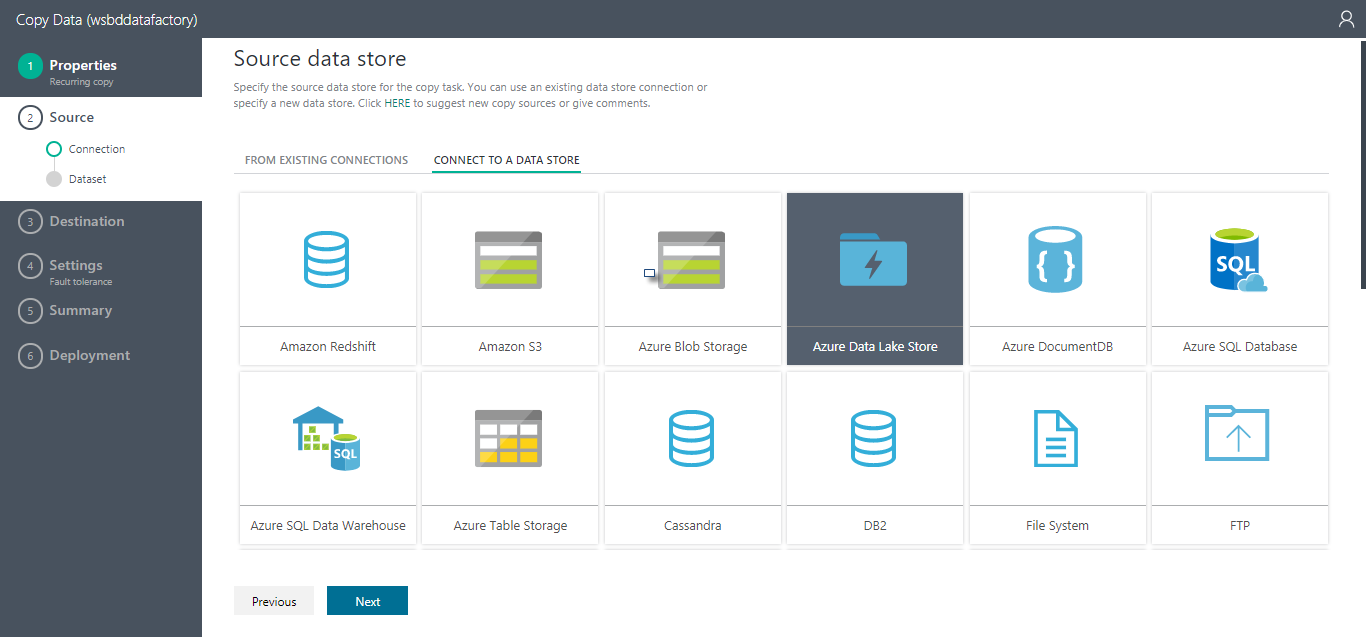 Copy Data (wsbddatafactory)
1 Properties
Recurring copy
2 Source
Connection
Dataset
3 Destination
4 Settings
Fault tolerance
5 Summary
6 Deployment
Source data store
Specify the source data store for the copy task. You can use an existing data store connection or
specify a new data store. Click HERE to suggest new copy sources or give comments.
FROM EXISTING CONNECTIONS CONNECT TO A DATA STORE
{ } SQL
Amazon Redshift Amazon S3 Azure Blob Storage Azure Data Lake Store Azure DocumentDB Azure SQL Database
SQL
Azure SQL Data Warehouse Azure Table Storage Cassandra DB2 File System FTP
Previous Next